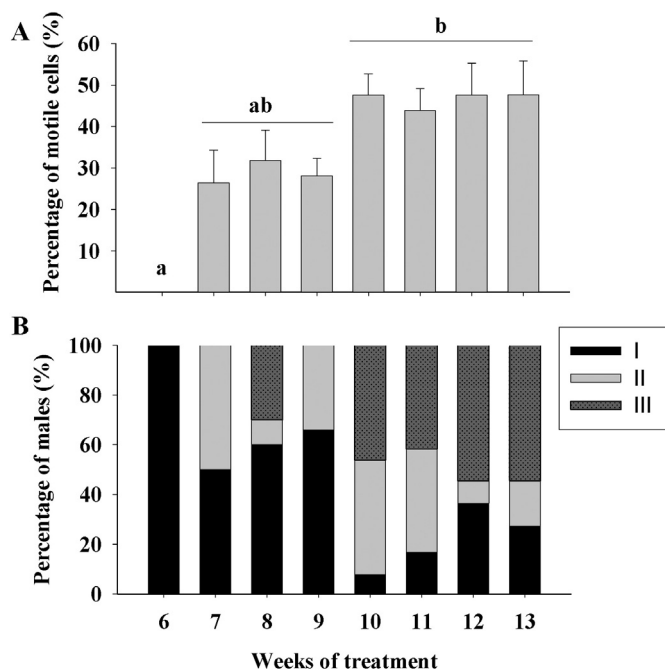 A
Percentage of motile cells (%)
60
50
40
30
20
10
a
ab
b
B
Percentage of males (%)
100
80
60
40
20
0
I
II
III
6 7 8 9 10 11 12 13
Weeks of treatment